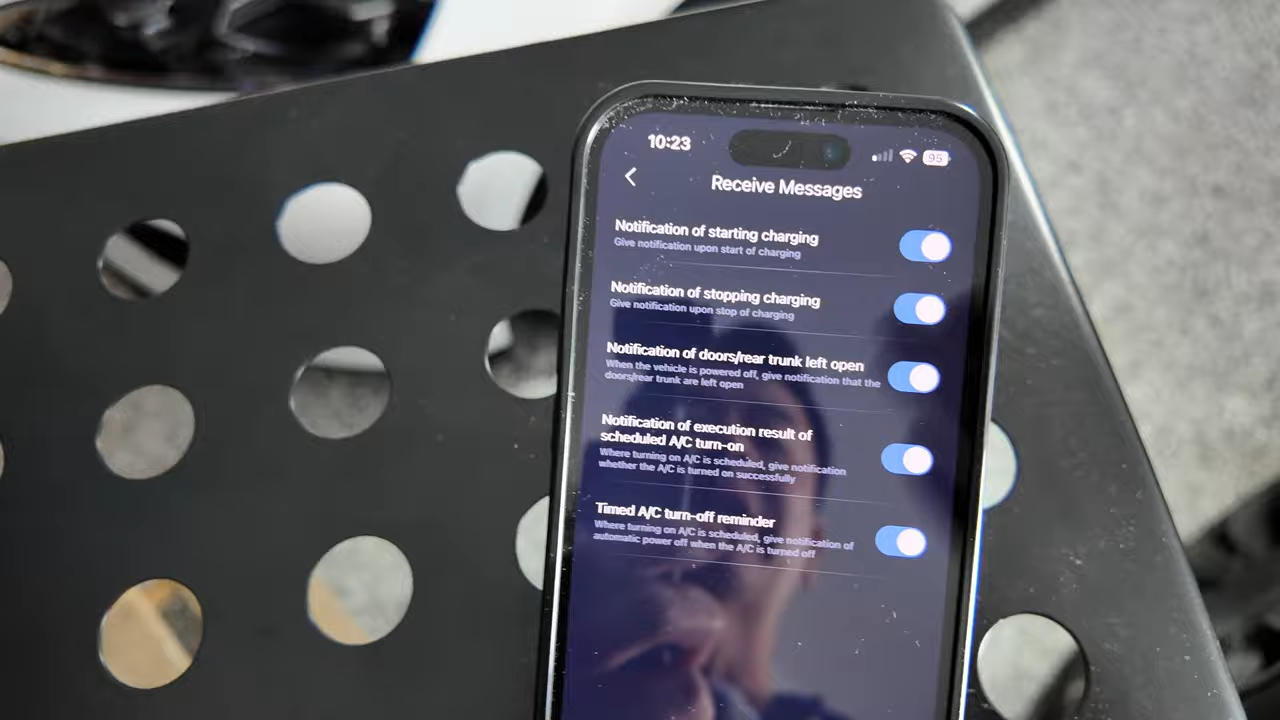 10:23
95
Receive Messages
Notification of starting charging
Give notification upon start of charging
Notification of stopping charging
Give notification upon stop of charging
Notification of doors/rear trunk left open
When the vehicle is powered off, give notification that the
doors/rear trunk are left open
Notification of execution result of
scheduled A/C turn-on
Where turning on A/C is scheduled, give notification
whether the A/C is turned on successfully
Timed A/C turn-off reminder
Where turning on A/C is scheduled, give notification of
automatic power off when the A/C is turned off